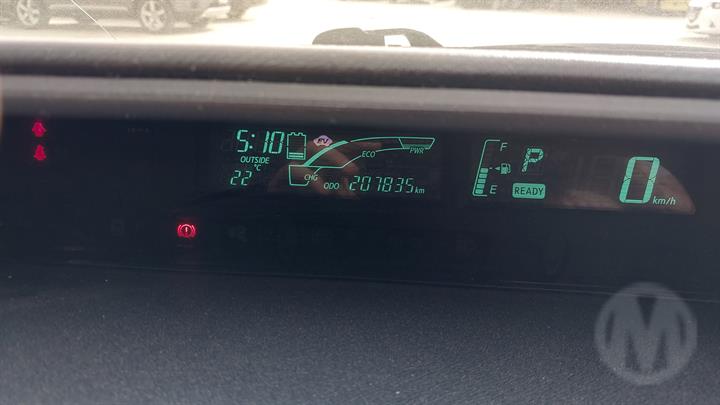 5:10
OUTSIDE
°C
22
CHG
ECO
PWR
ODO 207835 km
F
E
P
READY
0 km/h
M